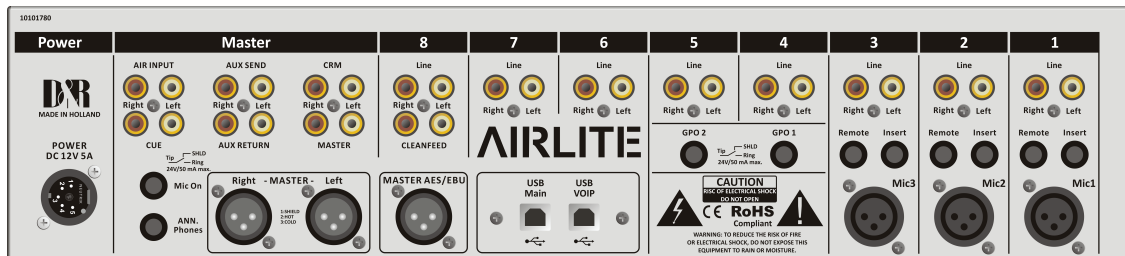 10101780
Power
Master
8
7
6
5
4
3
2
1
D&R
MADE IN HOLLAND
POWER
DC 12V 5A
AIR INPUT
AUX SEND
CRM
Right Left
Right Left
Right Left
CUE
AUX RETURN
MASTER
Tip SHLD
Ring
24V/50 mA max.
Mic On
ANN.
Phones
Right - MASTER - Left
1:SHIELD
2:HOT
3:COLD
Line
Right Left
CLEANFEED
MASTER AES/EBU
Line
Right Left
Line
Right Left
AIRLITE
USB
Main
USB
VOIP
Line
Right Left
Line
Right Left
GPO 2
GPO 1
Tip SHLD
Ring
24V/50 mA max.
CAUTION
RISC OF ELECTRICAL SHOCK
DO NOT OPEN
CE RoHS
Compliant
WARNING: TO REDUCE THE RISK OF FIRE
OR ELECTRICAL SHOCK, DO NOT EXPOSE THIS
EQUIPMENT TO RAIN OR MOISTURE.
Line
Right Left
Remote Insert
Mic3
Line
Right Left
Remote Insert
Mic2
Line
Right Left
Remote Insert
Mic1